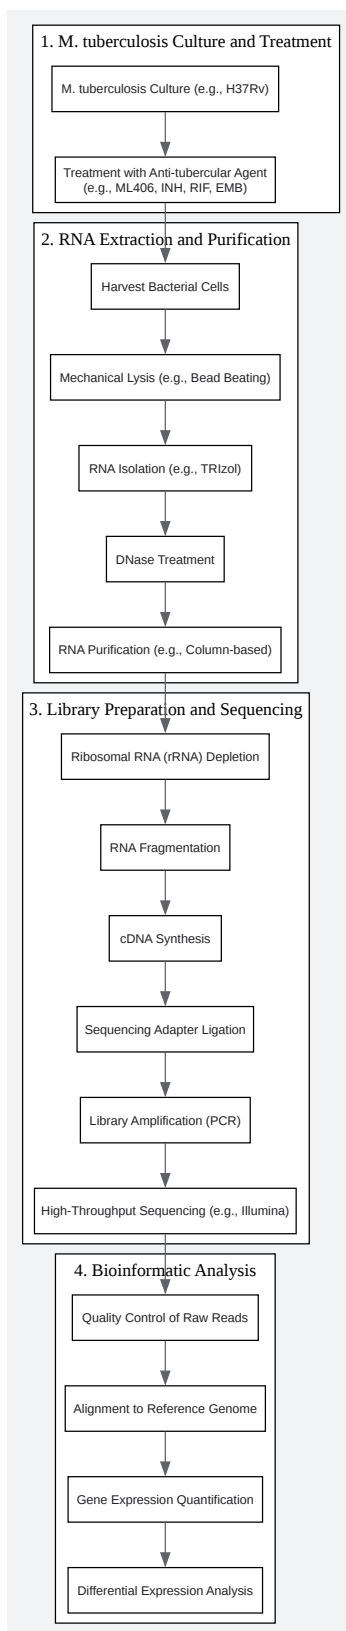 1. M. tuberculosis Culture and Treatment
M. tuberculosis Culture (e.g., H37Rv)
Treatment with Anti-tubercular Agent
(e.g., ML406, INH, RIF, EMB)
2. RNA Extraction and Purification
Harvest Bacterial Cells
Mechanical Lysis (e.g., Bead Beating)
RNA Isolation (e.g., TRIzol)
DNase Treatment
RNA Purification (e.g., Column-based)
3. Library Preparation and Sequencing
Ribosomal RNA (rRNA) Depletion
RNA Fragmentation
cDNA Synthesis
Sequencing Adapter Ligation
Library Amplification (PCR)
High-Throughput Sequencing (e.g., Illumina)
4. Bioinformatic Analysis
Quality Control of Raw Reads
Alignment to Reference Genome
Gene Expression Quantification
Differential Expression Analysis